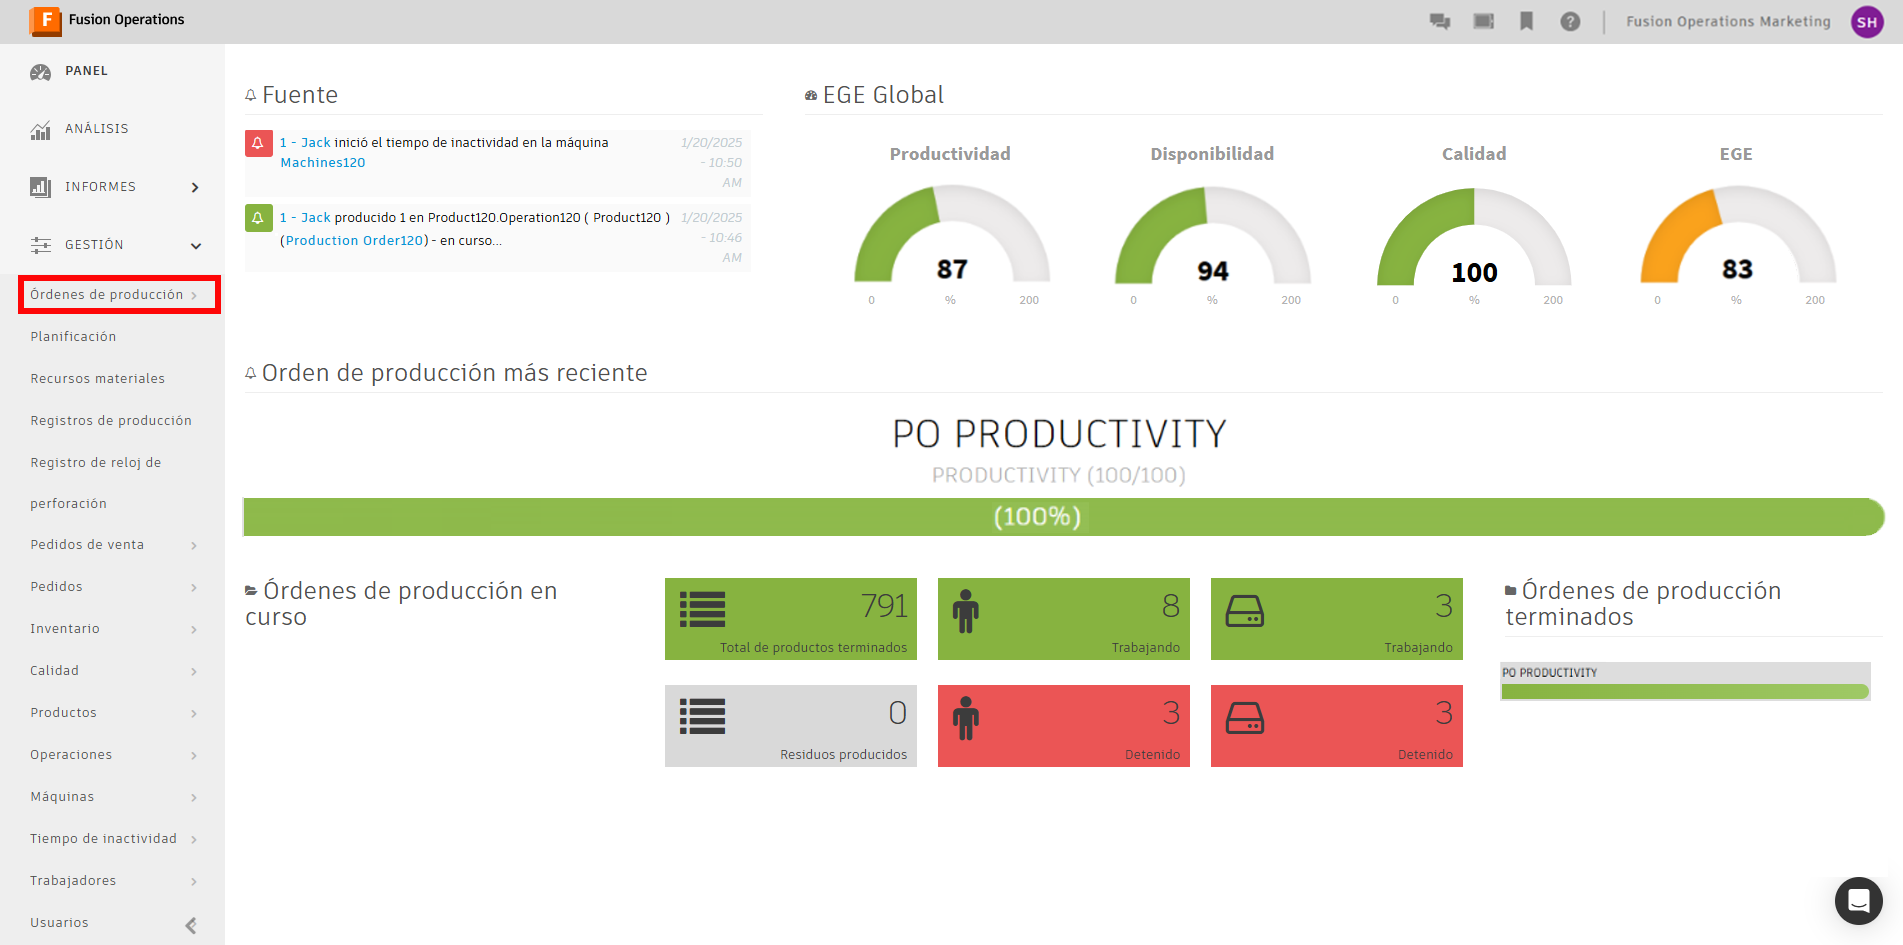 Fusion Operations
Fusion Operations Marketing
SH
PANEL
ANÁLISIS
INFORMES
GESTIÓN
Órdenes de producción
Planificación
Recursos materiales
Registros de producción
Registro de reloj de
perforación
Pedidos de venta
Pedidos
Inventario
Calidad
Productos
Operaciones
Máquinas
Tiempo de inactividad
Trabajadores
Usuarios
Fuente
1 - Jack inició el tiempo de inactividad en la máquina
Machines120
1/20/2025
- 10:50
AM
1 - Jack producido 1 en Product120.Operation120 ( Product120 )
(Production Order120) - en curso...
1/20/2025
- 10:46
AM
EGE Global
Productividad
87
0 % 200
Disponibilidad
94
0 % 200
Calidad
100
0 % 200
EGE
83
0 % 200
Orden de producción más reciente
PO PRODUCTIVITY
PRODUCTIVITY (100/100)
(100%)
Órdenes de producción en
curso
791
Total de productos terminados
8
Trabajando
3
Trabajando
0
Residuos producidos
3
Detenido
3
Detenido
Órdenes de producción
terminados
PO PRODUCTIVITY